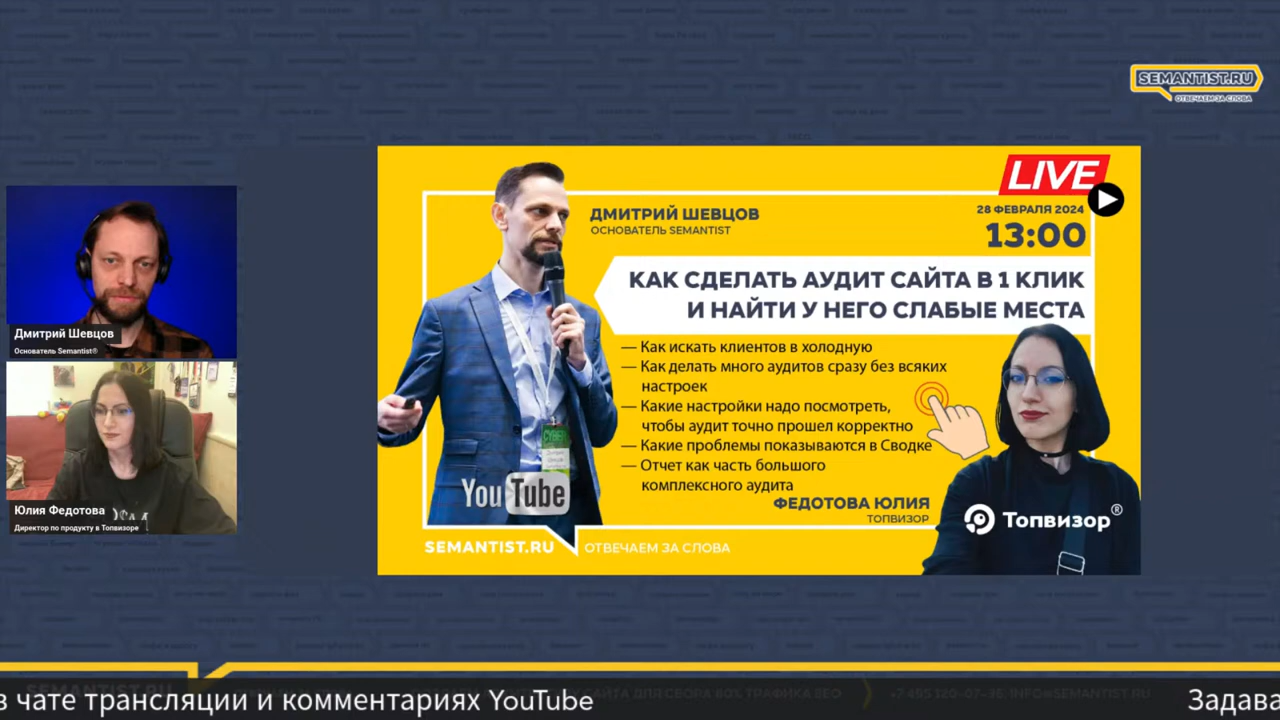 SEMANTIST.RU
ОТВЕЧАЕМ ЗА СЛОВА
LIVE
ДМИТРИЙ ШЕВЦОВ
ОСНОВАТЕЛЬ SEMANTIST
28 ФЕВРАЛЯ 2024
13:00
КАК СДЕЛАТЬ АУДИТ САЙТА В 1 КЛИК
И НАЙТИ У НЕГО СЛАБЫЕ МЕСТА
— Как искать клиентов в холодную
— Как делать много аудитов сразу без всяких
настроек
— Какие настройки надо посмотреть,
чтобы аудит точно прошел корректно
— Какие проблемы показываются в Сводке
— Отчет как часть большого
комплексного аудита
YouTube
ФЕДОТОВА ЮЛИЯ
ТОПВИЗОР
Топвизор®
SEMANTIST.RU
ОТВЕЧАЕМ ЗА СЛОВА
Дмитрий Шевцов
Основатель Semantist®
Юлия Федотова
Директор по продукту в Топвизоре
в чате трансляции и комментариях YouTube
Задава